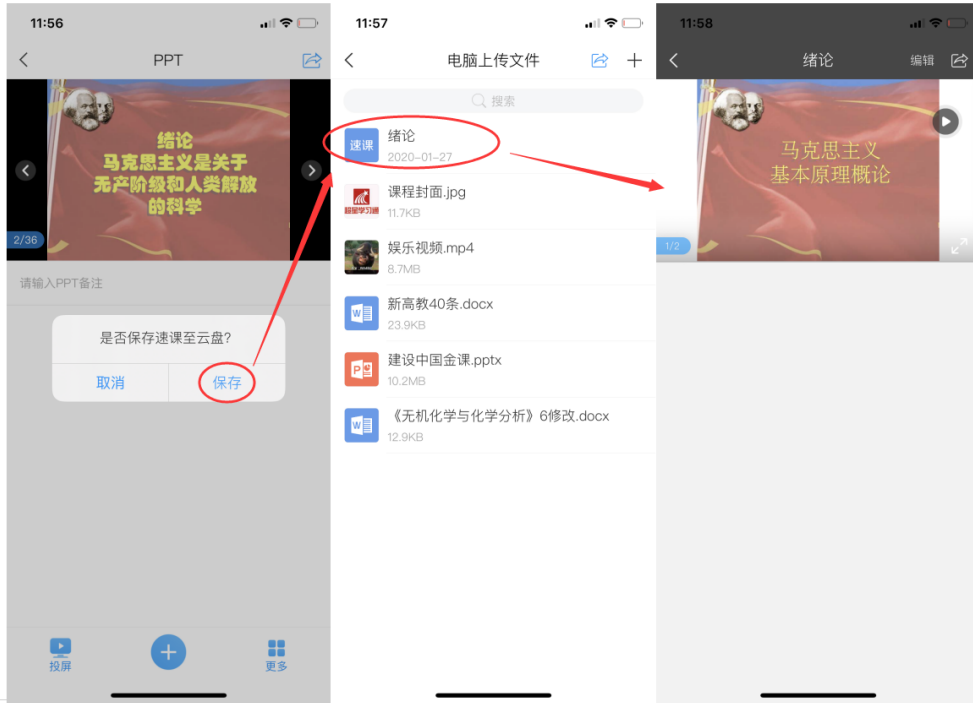 11:56
PPT
绪论
马克思主义是关于
无产阶级和人类解放
的科学
2/36
请输入PPT备注
是否保存速课至云盘?
取消
保存
投屏
更多
11:57
电脑上传文件
搜索
速课
绪论
2020-01-27
超星学习通
课程封面.jpg
11.7KB
娱乐视频.mp4
8.7MB
W
新高教40条.docx
23.9KB
P
建设中国金课.pptx
10.2MB
W
《无机化学与化学分析》6修改.docx
12.9KB
11:58
绪论
编辑
马克思主义
基本原理概论
1/2